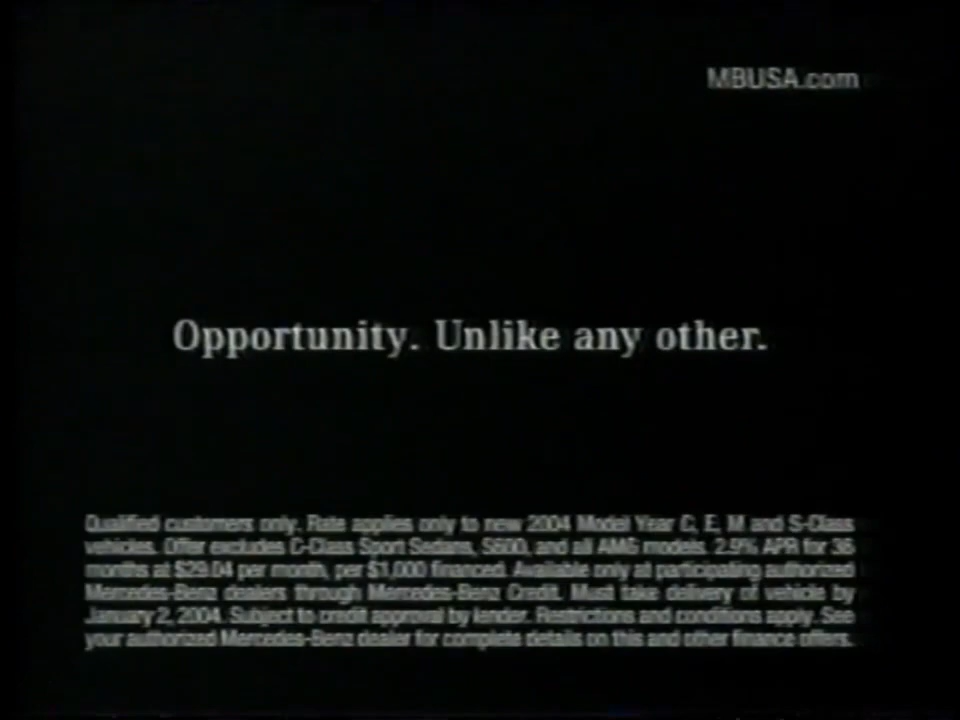 MBUSA.com
Opportunity. Unlike any other.
Qualified customers only. Rate applies only to new 2004 Model Year C, E, M and S-Class
vehicles. Offer excludes C-Class Sport Sedans, S600, and all AMG models. 2.9% APR for 36
months at $29.04 per month, per $1,000 financed. Available only at participating authorized
Mercedes-Benz dealers through Mercedes-Benz Credit. Must take delivery of vehicle by
January 2, 2004. Subject to credit approval by lender. Restrictions and conditions apply. See
your authorized Mercedes-Benz dealer for complete details on this and other finance offers.